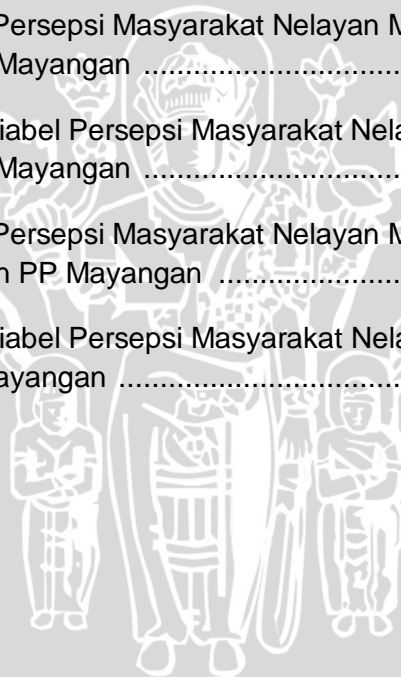 Persepsi Masyarakat Nelayan M
Mayangan ...............................
iabel Persepsi Masyarakat Nela
Mayangan ...............................
Persepsi Masyarakat Nelayan M
n PP Mayangan ......................
iabel Persepsi Masyarakat Nela
ayangan ..................................